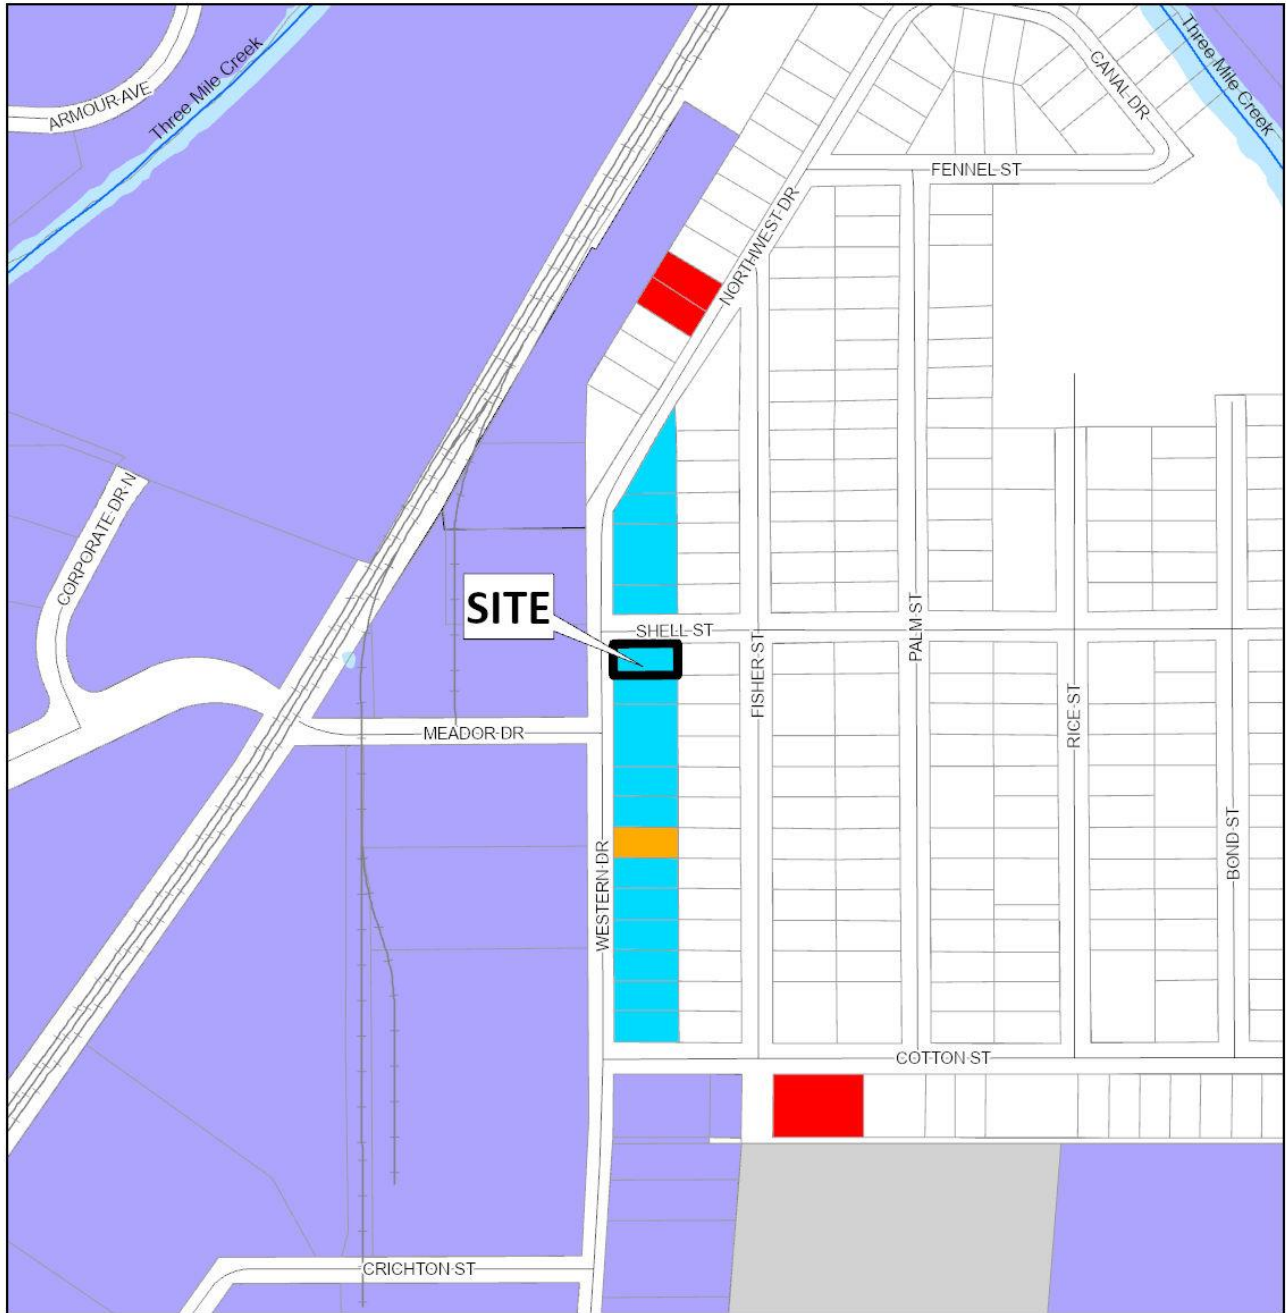 ARMOUR AVE
Three Mile Creek
Three Mile Creek
CANAL DR
FENNEL ST
NORTHWEST DR
CORPORATE DR N
SITE
SHELL ST
FISHER ST
PALM ST
RICE ST
MEADOR DR
WESTERN DR
BOND ST
COTTON ST
CRICHTON ST